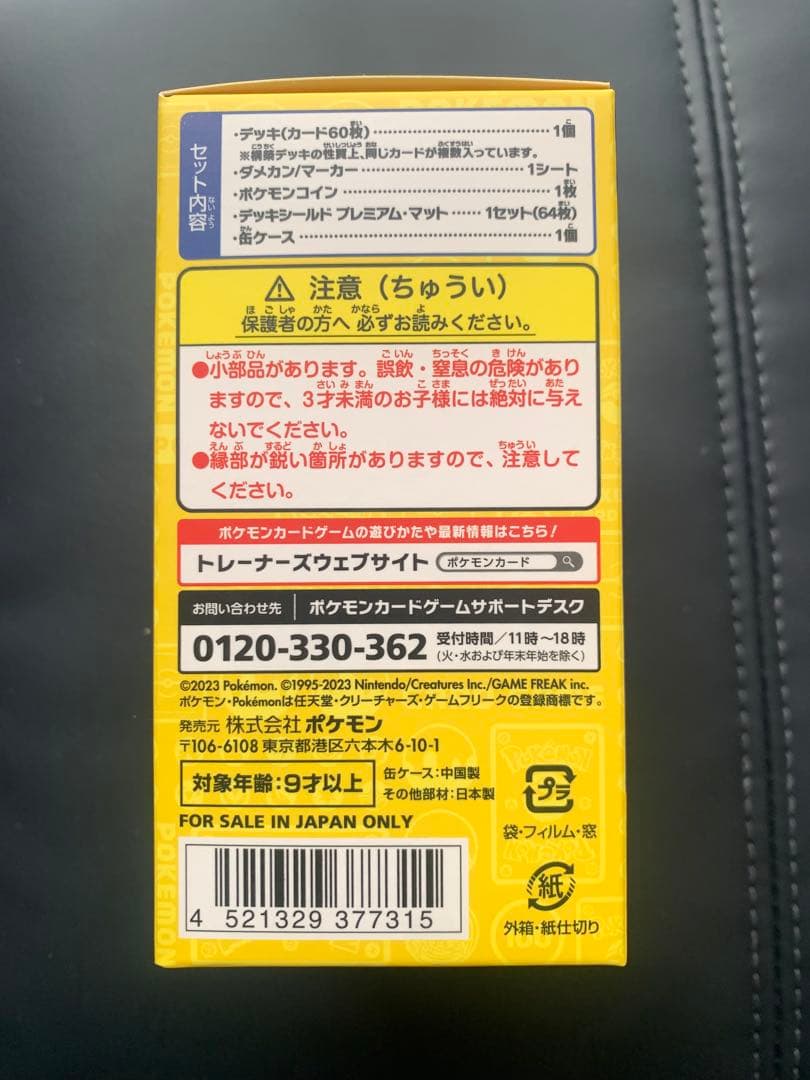 セット内容
・デッキ(カード60枚)……………………………1個
※構築デッキの性質上、同じカードが複数入っています。
・ダメカン/マーカー……………………………1シート
・ポケモンコイン……………………………1枚
・デッキシールド プレミアム・マット……1セット(64枚)
・缶ケース……………………………1個
⚠ 注意(ちゅうい)
保護者の方へ 必ずお読みください。
●小部品があります。誤飲・窒息の危険があり
ますので、3才未満のお子様には絶対に与え
ないでください。
●縁部が鋭い箇所がありますので、注意して
ください。
ポケモンカードゲームの遊びかたや最新情報はこちら!
トレーナーズウェブサイト ポケモンカード
お問い合わせ先 ポケモンカードゲームサポートデスク
0120-330-362 受付時間/11時〜18時
(火・水および年末年始を除く)
©2023 Pokémon. ©1995-2023 Nintendo/Creatures Inc./GAME FREAK inc.
ポケモン・Pokémonは任天堂・クリーチャーズ・ゲームフリークの登録商標です。
発売元 株式会社 ポケモン
〒106-6108 東京都港区六本木6-10-1
対象年齢:9才以上
缶ケース:中国製
その他部材:日本製
FOR SALE IN JAPAN ONLY
プラ
袋・フィルム・窓
紙
外箱・紙仕切り
4 521329 377315
POKÉMON
POKÉMON
POKÉMON